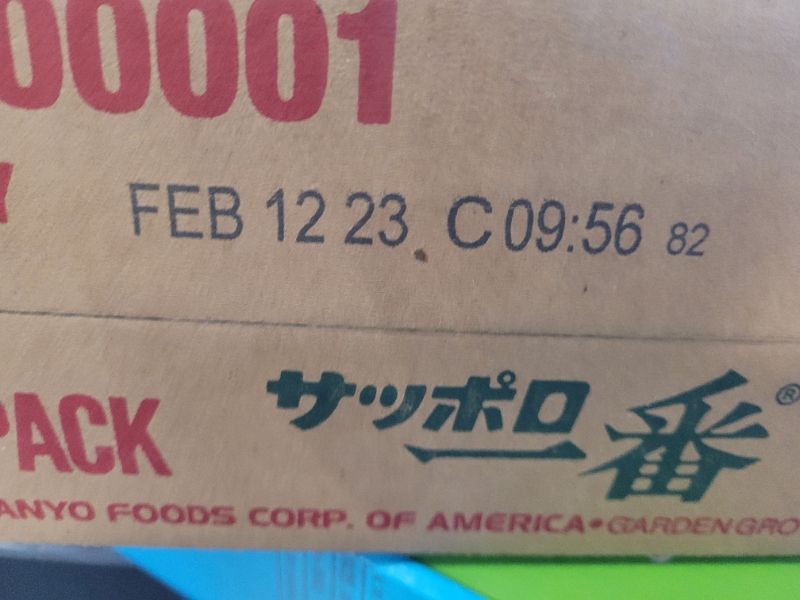 00001
FEB 12 23 C09:56 82
PACK
サッポロ一番®
ANYO FOODS CORP. OF AMERICA•GARDEN GRO